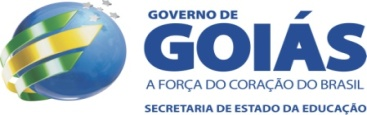 GOVERNO DE
GOIÁS
A FORÇA DO CORAÇÃO DO BRASIL
SECRETARIA DE ESTADO DA EDUCAÇÃO